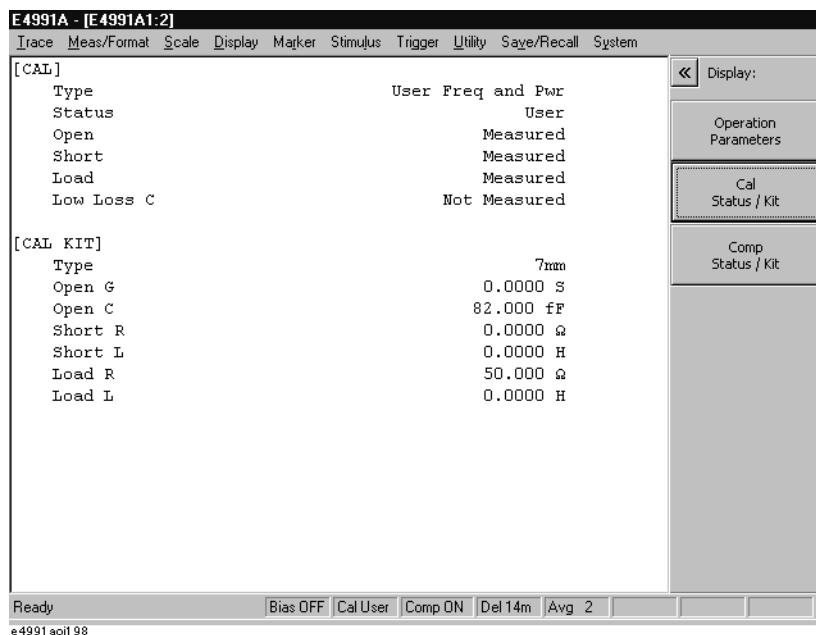 E4991A - [E4991A1:2]
Trace Meas/Format Scale Display Marker Stimulus Trigger Utility Save/Recall System
[CAL]
Type User Freq and Pwr
Status User
Open Measured
Short Measured
Load Measured
Low Loss C Not Measured
[CAL KIT]
Type 7mm
Open G 0.0000 S
Open C 82.000 fF
Short R 0.0000 Ω
Short L 0.0000 H
Load R 50.000 Ω
Load L 0.0000 H
« Display:
Operation
Parameters
Cal
Status / Kit
Comp
Status / Kit
Ready Bias OFF Cal User Comp ON Del 14m Avg 2
e4991aoi198